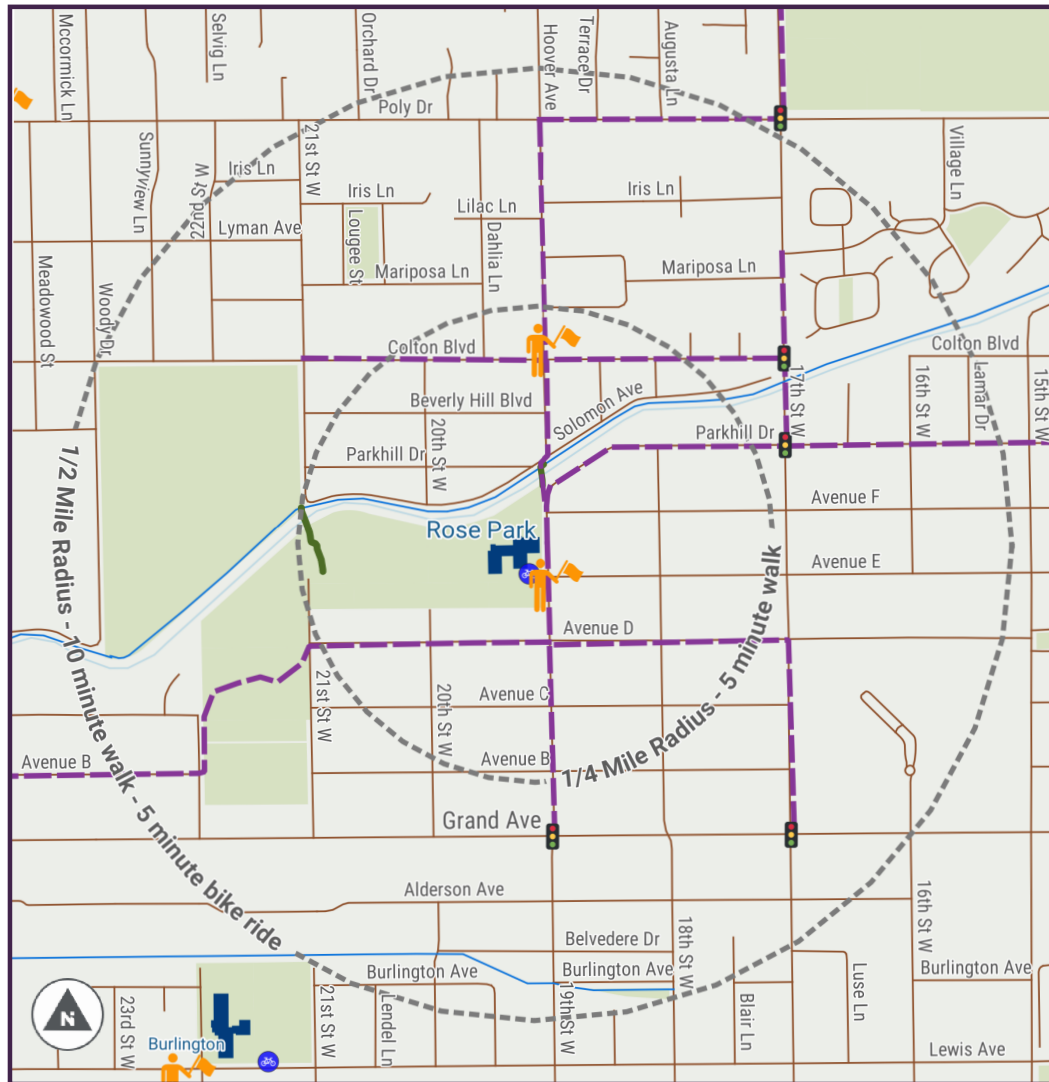 Mccormick Ln
Selvig Ln
Orchard Dr
Hoover Ave
Terrace Dr
Augusta Ln
Poly Dr
Sunnyview Ln
22nd St W
21st St W
Village Ln
Iris Ln
Iris Ln
Iris Ln
Lilac Ln
Lyman Ave
Lougee St
Dahlia Ln
Mariposa Ln
Mariposa Ln
Meadowood St
Woody Dr
Colton Blvd
Colton Blvd
17th St W
16th St W
Lamar Dr
15th St W
Beverly Hill Blvd
Solomon Ave
20th St W
Parkhill Dr
Parkhill Dr
Avenue F
Rose Park
Avenue E
Avenue D
21st St W
20th St W
Avenue C
Avenue B
Avenue B
1/4 Mile Radius - 5 minute walk
1/2 Mile Radius - 10 minute walk - 5 minute bike ride
Grand Ave
Alderson Ave
16th St W
18th St W
Belvedere Dr
Burlington Ave
Burlington Ave
Burlington Ave
N
23rd St W
21st St W
Lendel Ln
19th St W
Blair Ln
Luse Ln
Burlington
Lewis Ave